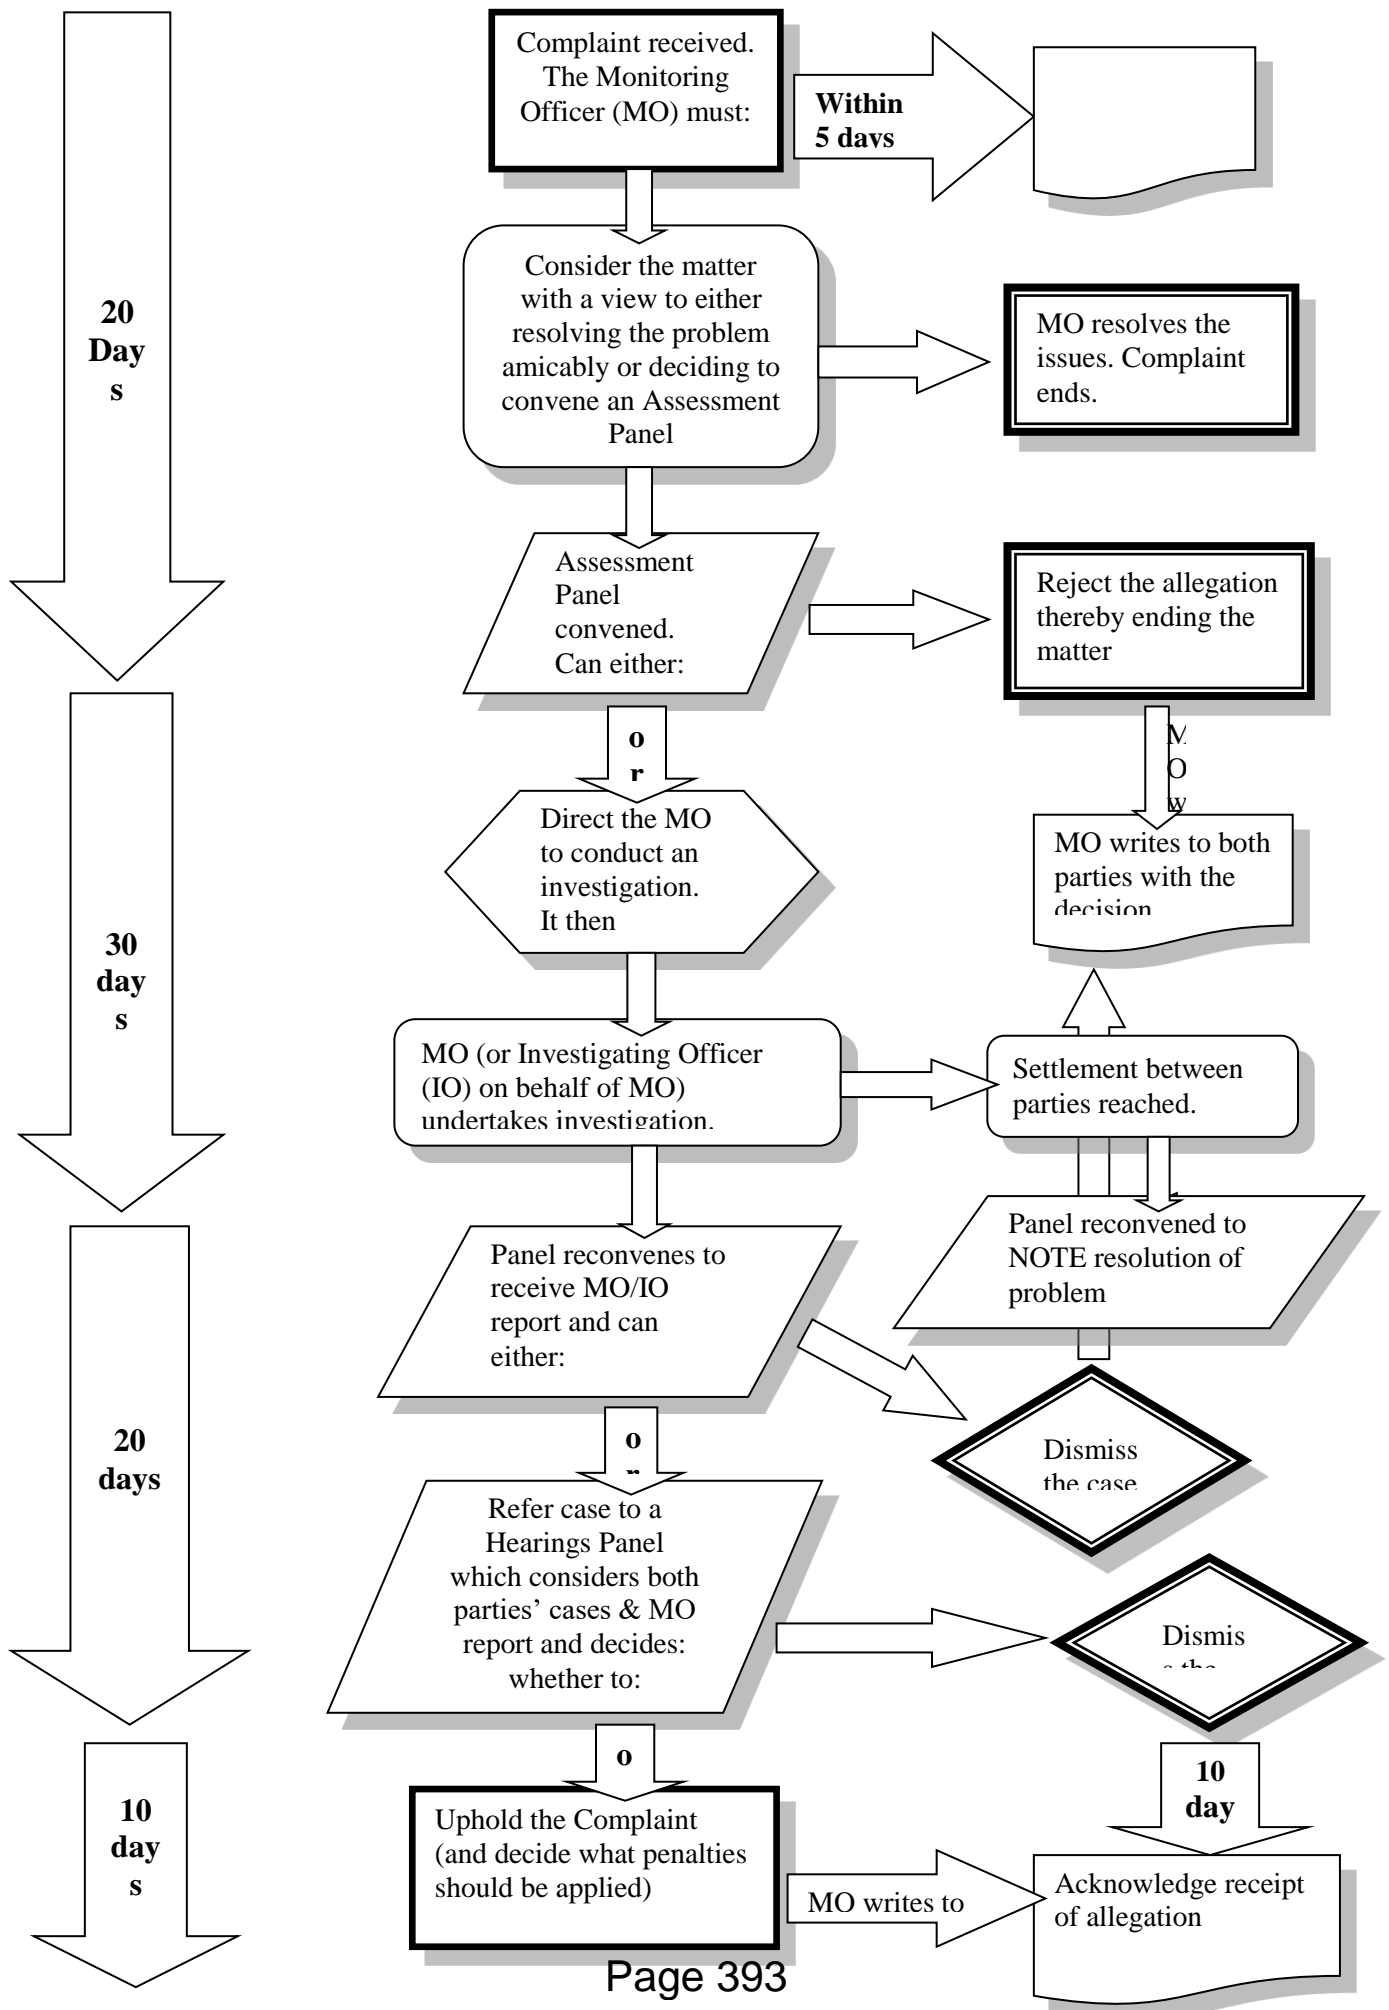 Complaint received.
The Monitoring
Officer (MO) must:
Within
5 days
Consider the matter
with a view to either
resolving the problem
amicably or deciding to
convene an Assessment
Panel
MO resolves the
issues. Complaint
ends.
20
Day
s
Assessment
Panel
convened.
Can either:
Reject the allegation
thereby ending the
matter
o
r
M
O
w
Direct the MO
to conduct an
investigation.
It then
MO writes to both
parties with the
decision
30
day
s
MO (or Investigating Officer
(IO) on behalf of MO)
undertakes investigation.
Settlement between
parties reached.
Panel reconvenes to
receive MO/IO
report and can
either:
Panel reconvened to
NOTE resolution of
problem
20
days
o
r
Dismiss
the case
Refer case to a
Hearings Panel
which considers both
parties’ cases & MO
report and decides:
whether to:
Dismis
s the
o
10
day
10
day
s
Uphold the Complaint
(and decide what penalties
should be applied)
MO writes to
Acknowledge receipt
of allegation
Page 393